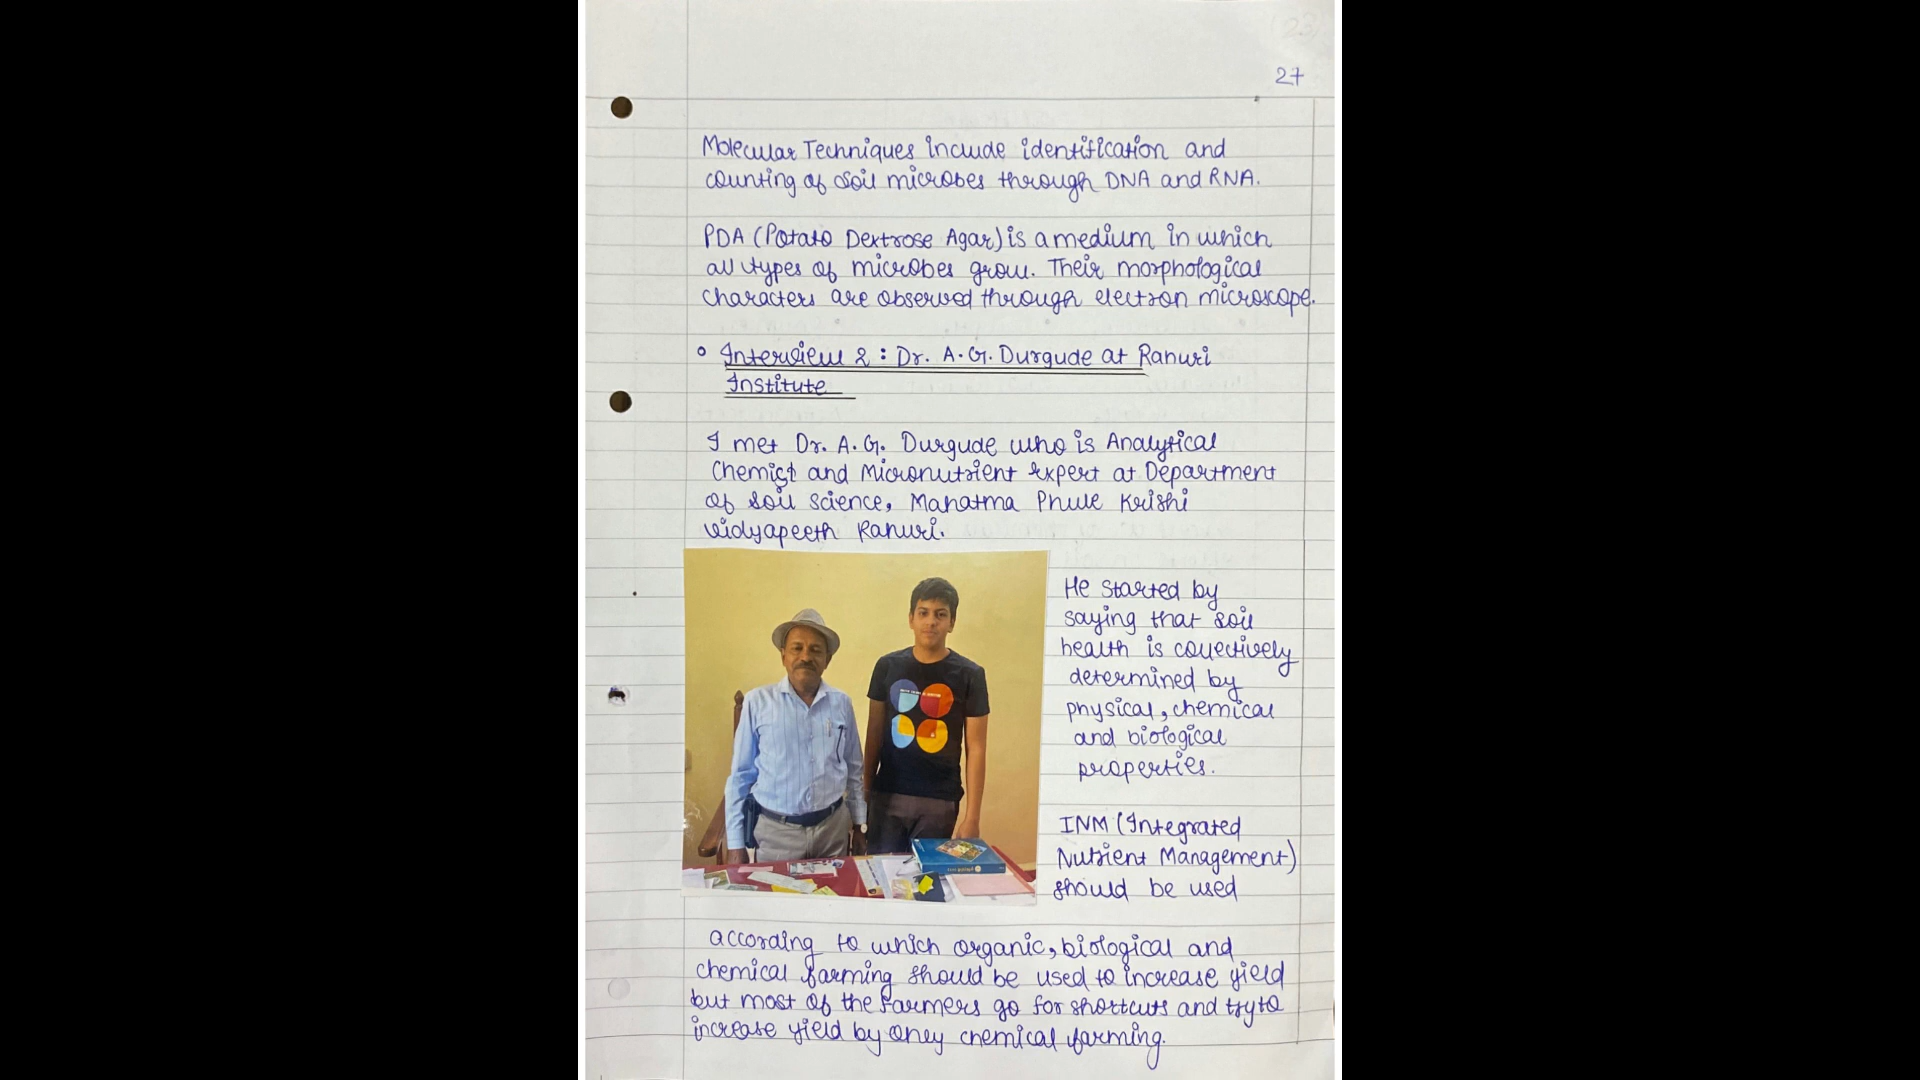 27
Molecular Techniques include identification and
counting of soil microbes through DNA and RNA.
PDA (Potato Dextrose Agar) is a medium in which
all types of microbes grow. Their morphological
characters are observed through electron microscope.
Interview 2 : Dr. A.G. Durgude at Rahuri
Institute
I met Dr. A.G. Durgude who is Analytical
Chemist and Micronutrient Expert at Department
of Soil Science, Mahatma Phule Krishi
Vidyapeeth Rahuri.
He started by
saying that soil
health is collectively
determined by
physical, chemical
and biological
properties.
INM (Integrated
Nutrient Management)
should be used
according to which organic, biological and
chemical farming should be used to increase yield
but most of the farmers go for shortcuts and try to
increase yield by only chemical farming.